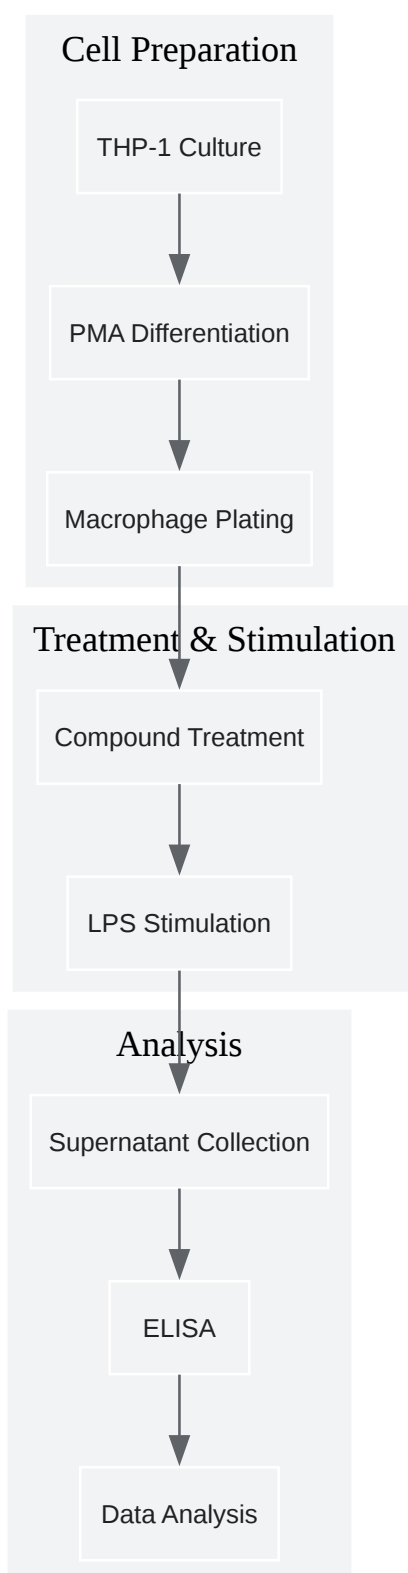 Cell Preparation
THP-1 Culture
PMA Differentiation
Macrophage Plating
Treatment & Stimulation
Compound Treatment
LPS Stimulation
Analysis
Supernatant Collection
ELISA
Data Analysis